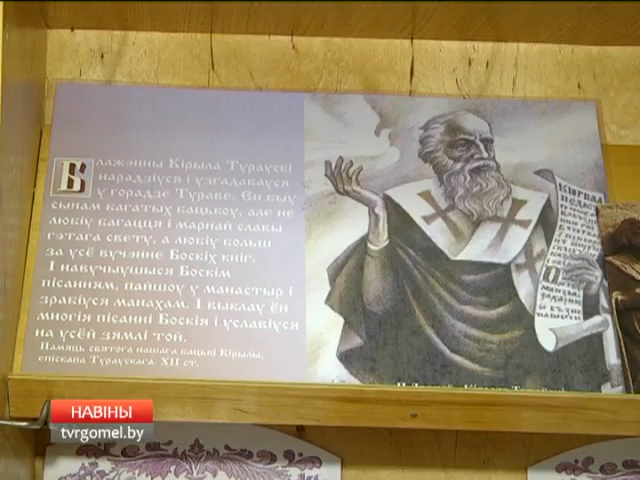 Блажэнны Кірыла Тураўскі
нарадзіўся і ўзгадаваўся
у горадзе Тураве. Ён быў
сынам багатых бацькоў, але не
любіў багацця і марнай славы
гэтага свету, а любіў больш
за ўсё вучэнне Боскіх кніг.
І навучыўшыся Боскім
пісанням, пайшоў у манастыр і
зрабіўся манахам. І выклаў ён
многія пісанні Боскія і ўславіўся
на ўсёй зямлі той.
Памяць святога нашага бацькі Кірылы,
епіскапа Тураўскага. XII ст.
НАВІНЫ
tvrgomel.by